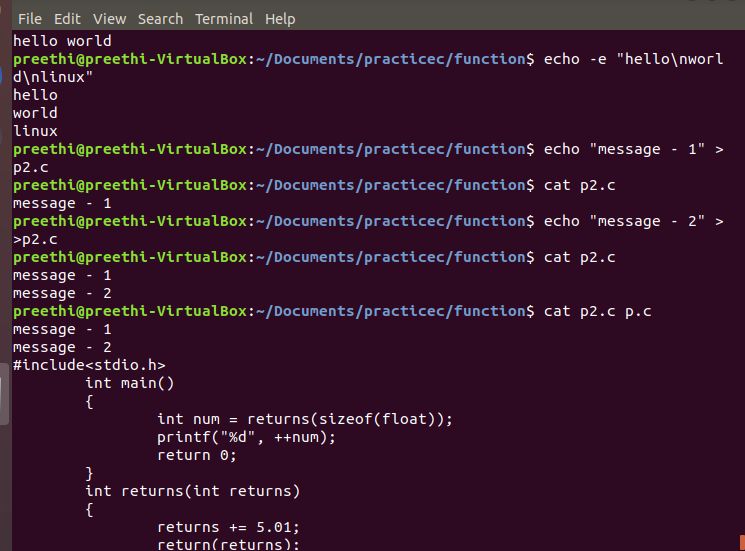 File Edit View Search Terminal Help
hello world
preethi@preethi-VirtualBox:~/Documents/practicec/function$ echo -e "hello\nworl
d\nlinux"
hello
world
linux
preethi@preethi-VirtualBox:~/Documents/practicec/function$ echo "message - 1" >
p2.c
preethi@preethi-VirtualBox:~/Documents/practicec/function$ cat p2.c
message - 1
preethi@preethi-VirtualBox:~/Documents/practicec/function$ echo "message - 2" >
>p2.c
preethi@preethi-VirtualBox:~/Documents/practicec/function$ cat p2.c
message - 1
message - 2
preethi@preethi-VirtualBox:~/Documents/practicec/function$ cat p2.c p.c
message - 1
message - 2
#include<stdio.h>
        int main()
        {
                int num = returns(sizeof(float));
                printf("%d", ++num);
                return 0;
        }
        int returns(int returns)
        {
                returns += 5.01;
                return(returns);